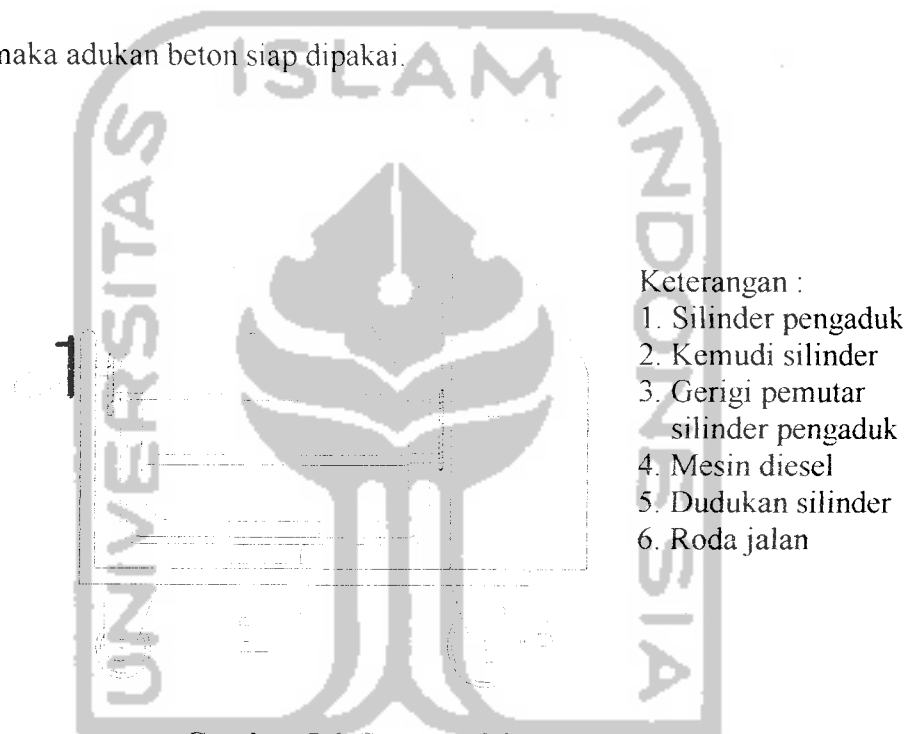 maka adukan beton siap dipakai.
ISLAM
UNIVERSITAS
INDONESIA
Keterangan :
1. Silinder pengaduk
2. Kemudi silinder
3. Gerigi pemutar
silinder pengaduk
4. Mesin diesel
5. Dudukan silinder
6. Roda jalan